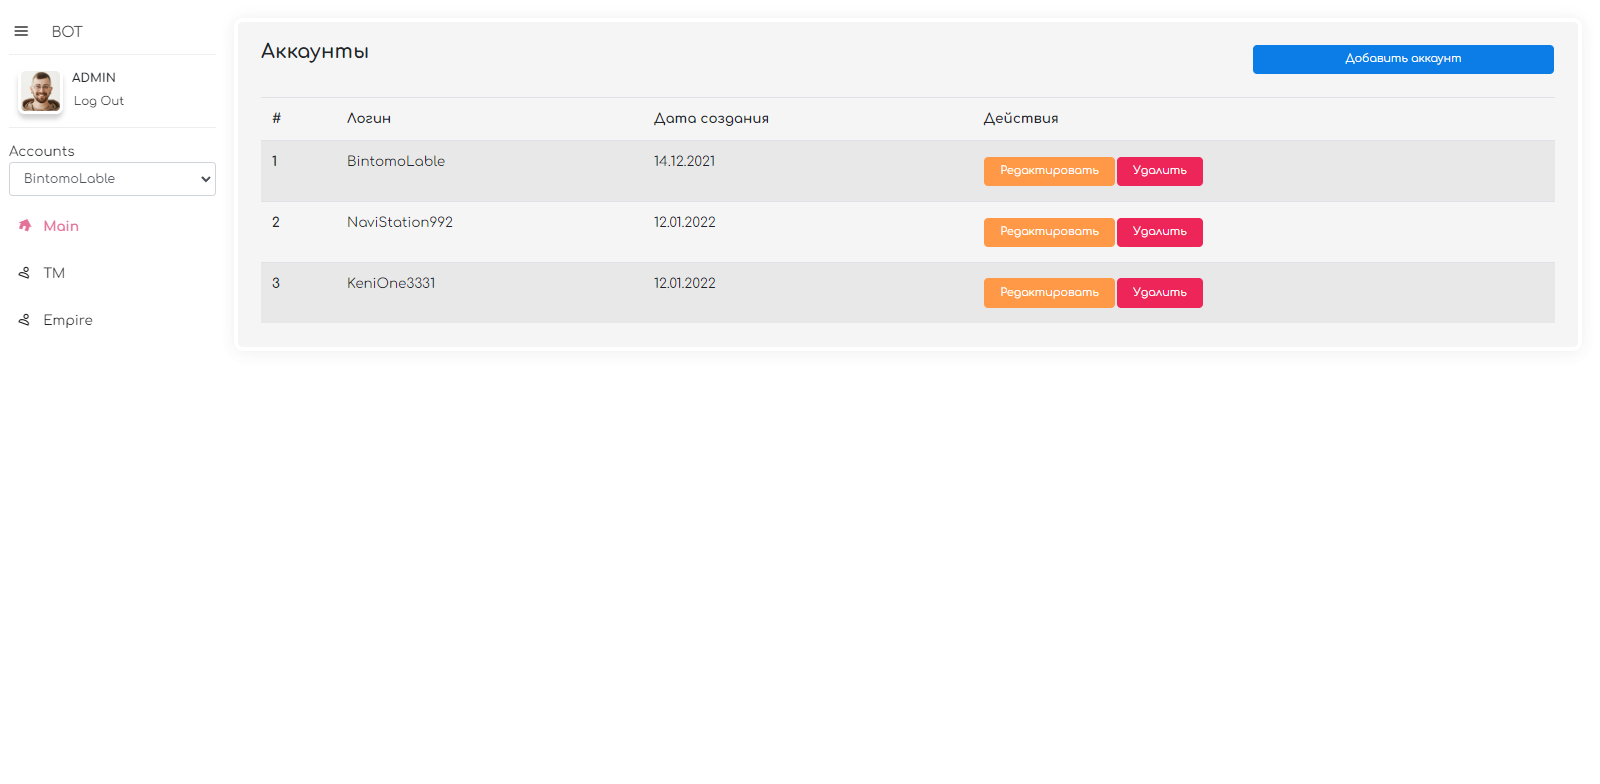 BOT
ADMIN
Log Out
Accounts
BintomoLable
Main
TM
Empire
Аккаунты
Добавить аккаунт
# Логин Дата создания Действия
1 BintomoLable 14.12.2021 Редактировать Удалить
2 NaviStation992 12.01.2022 Редактировать Удалить
3 KeniOne3331 12.01.2022 Редактировать Удалить